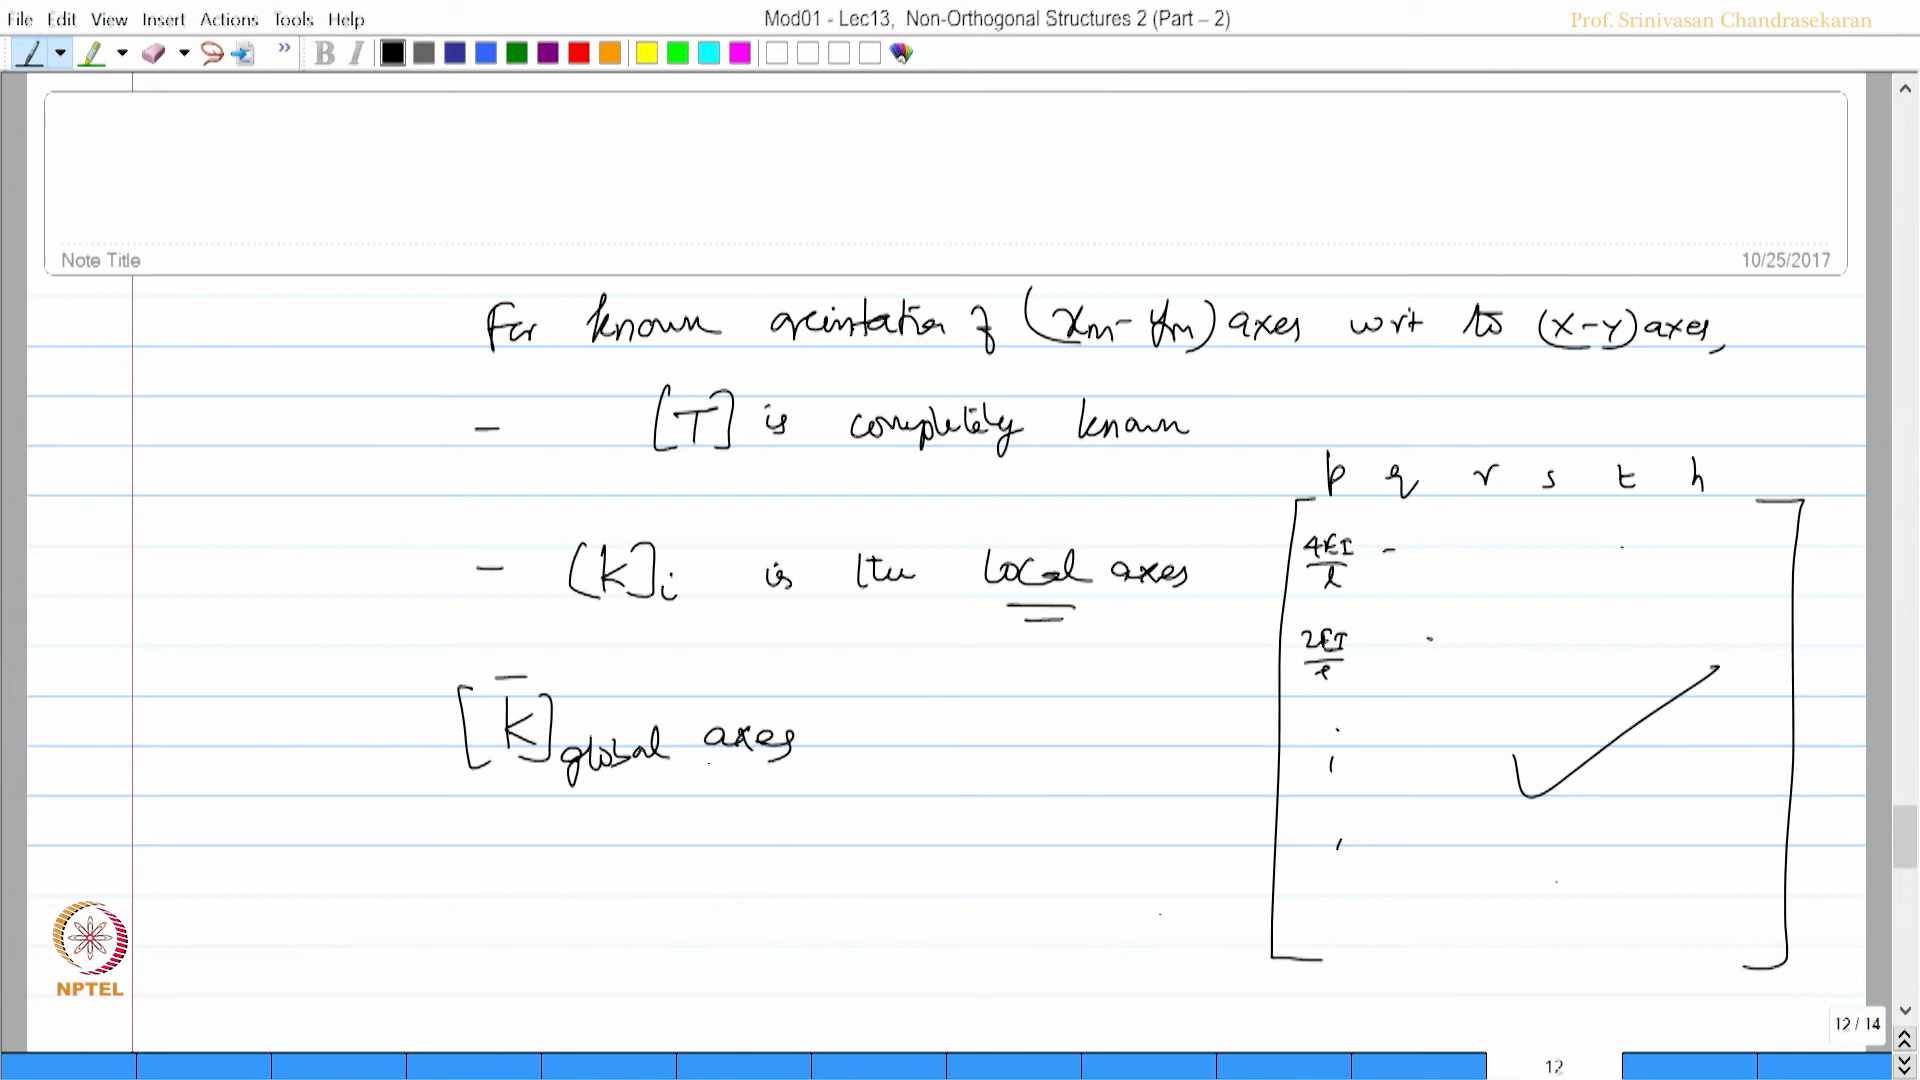 File Edit View Insert Actions Tools Help
Mod01 - Lec13, Non-Orthogonal Structures 2 (Part – 2)
Prof. Srinivasan Chandrasekaran
B I
Note Title
10/25/2017
For known orientation of (xm - ym) axes wrt to (x-y) axes,
- [T] is completely known
p q r s t h
4EI/l -
- [k]i is the local axes
2EI/l
[K̄]global axes
NPTEL
12 / 14
12